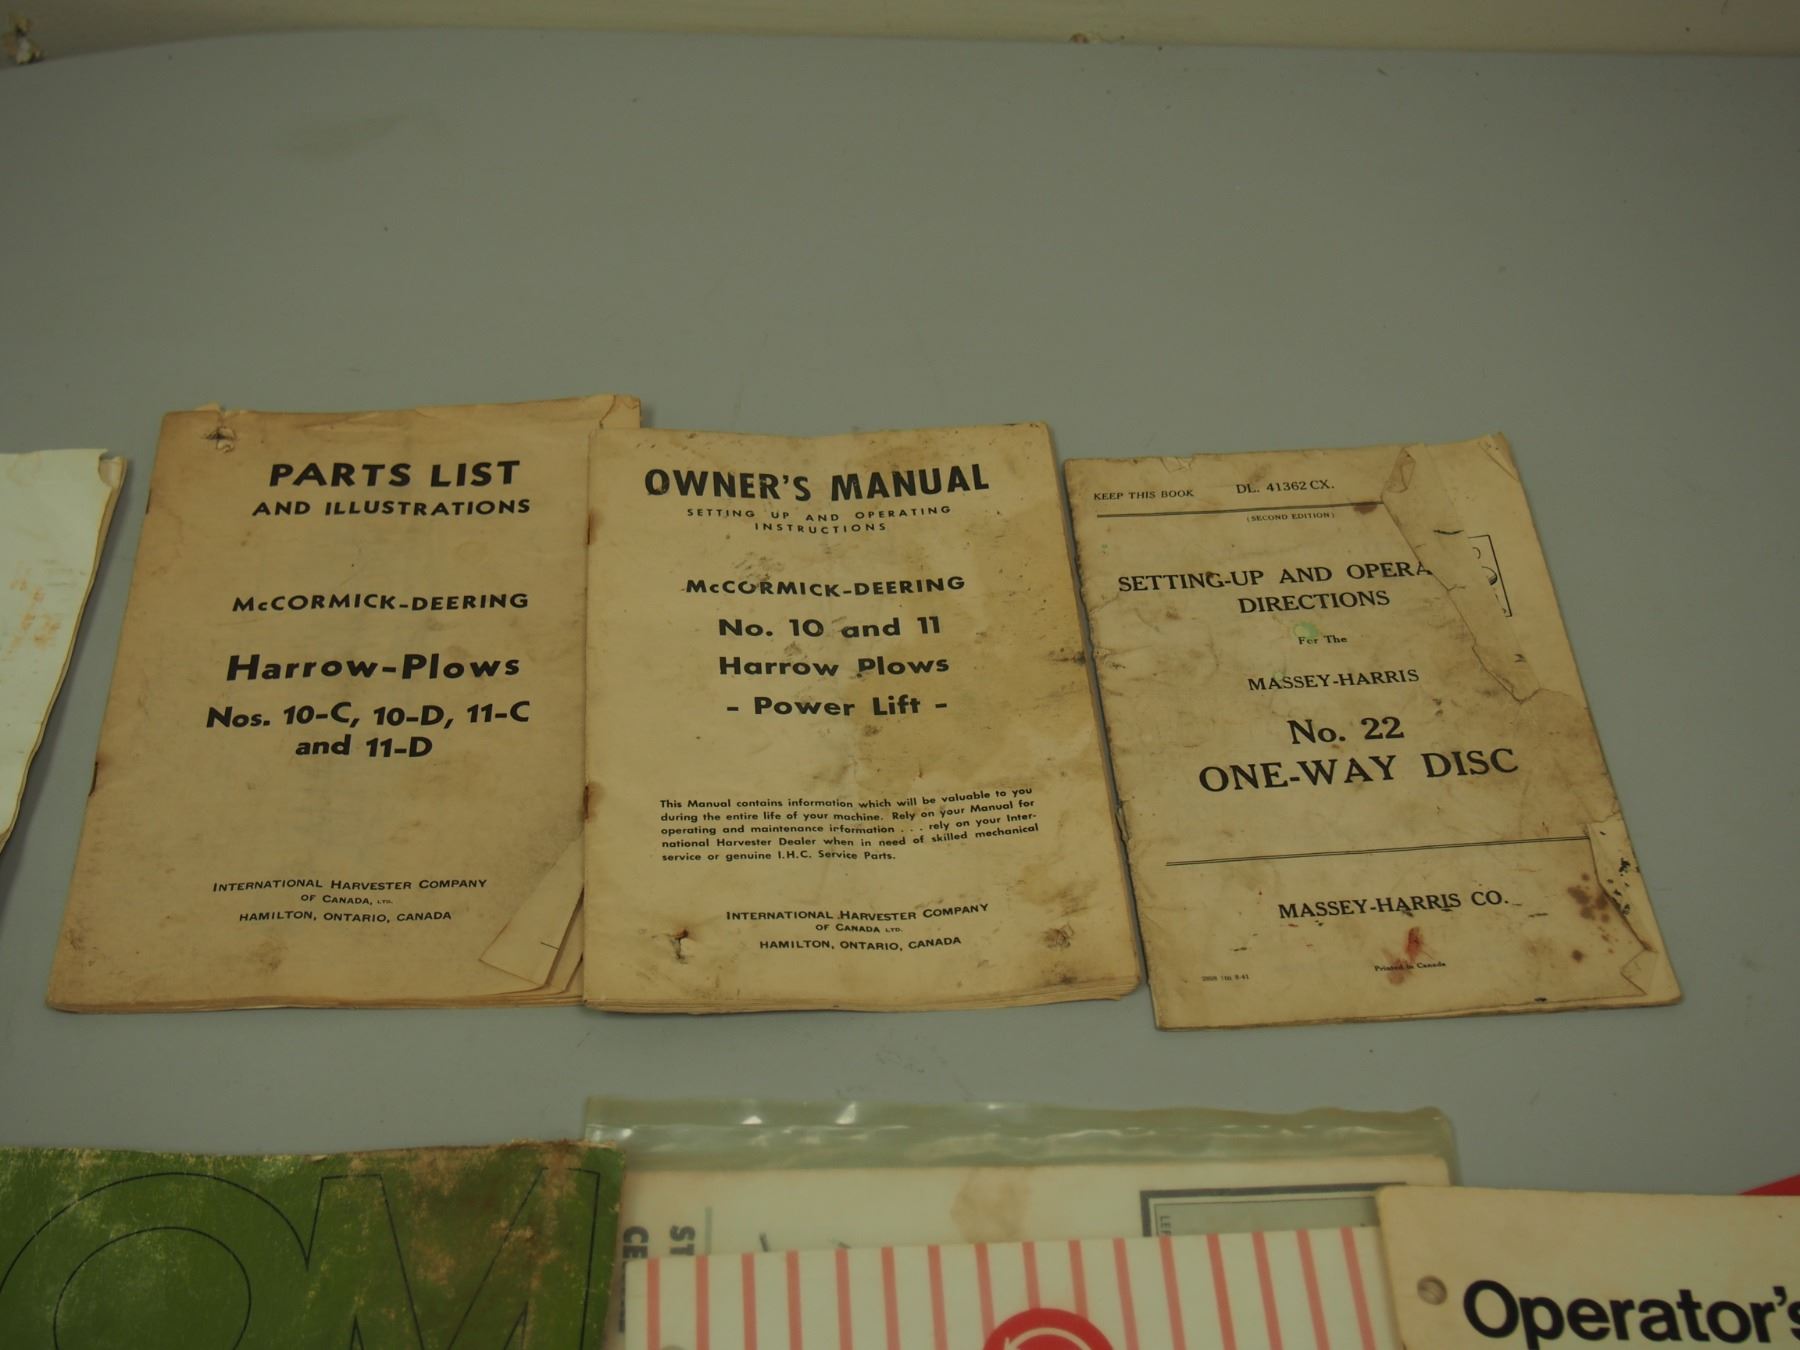 PARTS LIST
AND ILLUSTRATIONS
McCORMICK-DEERING
Harrow-Plows
Nos. 10-C, 10-D, 11-C
and 11-D
INTERNATIONAL HARVESTER COMPANY
OF CANADA, LTD.
HAMILTON, ONTARIO, CANADA
OWNER'S MANUAL
SETTING UP AND OPERATING
INSTRUCTIONS
McCORMICK-DEERING
No. 10 and 11
Harrow Plows
- Power Lift -
This Manual contains information which will be valuable to you
during the entire life of your machine. Rely on your Manual for
operating and maintenance information . . . rely on your Inter-
national Harvester Dealer when in need of skilled mechanical
service or genuine I.H.C. Service Parts.
INTERNATIONAL HARVESTER COMPANY
OF CANADA LTD.
HAMILTON, ONTARIO, CANADA
KEEP THIS BOOK DL. 41362 CX.
(SECOND EDITION)
SETTING-UP AND OPERA
DIRECTIONS
For The
MASSEY-HARRIS
No. 22
ONE-WAY DISC
MASSEY-HARRIS CO.
Printed in Canada
ST
CE
Operator's